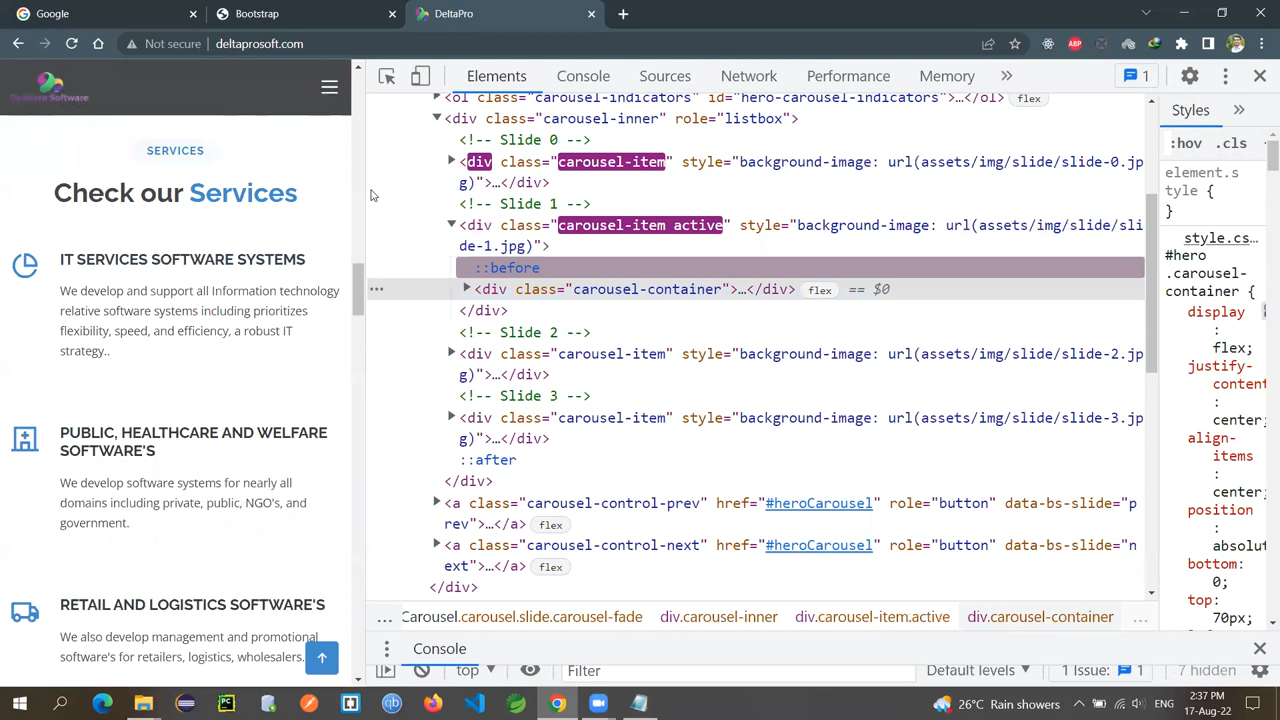 Google
Bootstrap
DeltaPro
Not secure
deltaprosoft.com
ABP
DeltaPro Software
SERVICES
Check our Services
IT SERVICES SOFTWARE SYSTEMS
We develop and support all Information technology
relative software systems including prioritizes
flexibility, speed, and efficiency, a robust IT
strategy..
PUBLIC, HEALTHCARE AND WELFARE
SOFTWARE'S
We develop software systems for nearly all
domains including private, public, NGO's, and
government.
RETAIL AND LOGISTICS SOFTWARE'S
We also develop management and promotional
software's for retailers, logistics, wholesalers.
Elements Console Sources Network Performance Memory » 1
<ol class="carousel-indicators" id="hero-carousel-indicators">…</ol> flex
<div class="carousel-inner" role="listbox">
<!-- Slide 0 -->
<div class="carousel-item" style="background-image: url(assets/img/slide/slide-0.jp
g)">…</div>
<!-- Slide 1 -->
<div class="carousel-item active" style="background-image: url(assets/img/slide/sli
de-1.jpg)">
::before
… <div class="carousel-container">…</div> flex == $0
</div>
<!-- Slide 2 -->
<div class="carousel-item" style="background-image: url(assets/img/slide/slide-2.jp
g)">…</div>
<!-- Slide 3 -->
<div class="carousel-item" style="background-image: url(assets/img/slide/slide-3.jp
g)">…</div>
::after
</div>
<a class="carousel-control-prev" href="#heroCarousel" role="button" data-bs-slide="p
rev">…</a> flex
<a class="carousel-control-next" href="#heroCarousel" role="button" data-bs-slide="n
ext">…</a> flex
</div>
… Carousel.carousel.slide.carousel-fade div.carousel-inner div.carousel-item.active div.carousel-container …
Styles »
:hov .cls
element.s
tyle {
}
style.cs…
#hero
.carousel-
container {
display
:
flex;
justify-
content
:
center;
align-
items
:
center;
position
:
absolut
bottom:
0;
top:
70px;
Console
top Filter Default levels 1 Issue: 1 7 hidden
PC qb 26°C Rain showers ENG 2:37 PM
17-Aug-22